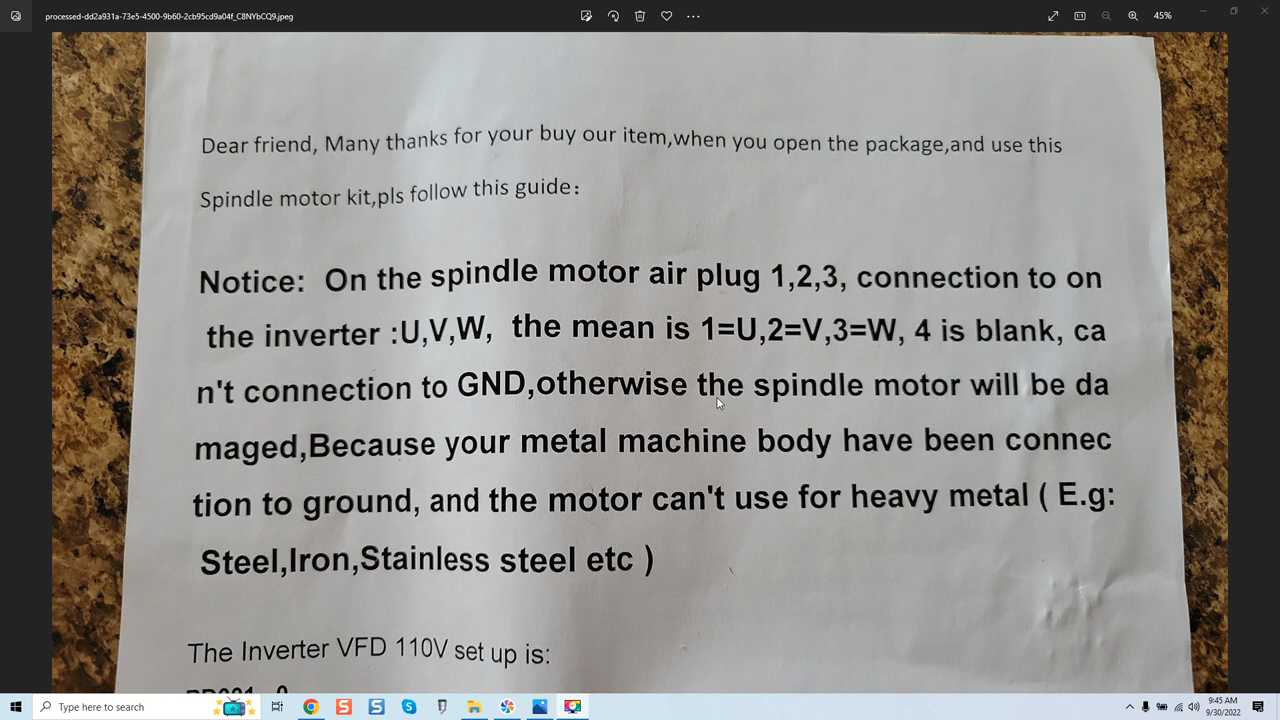 processed-dd2a931a-73e5-4500-9b60-2cb95cd9a04f_C8NYbCQ9.jpeg
45%
Dear friend, Many thanks for your buy our item,when you open the package,and use this
Spindle motor kit,pls follow this guide:
Notice: On the spindle motor air plug 1,2,3, connection to on
the inverter :U,V,W, the mean is 1=U,2=V,3=W, 4 is blank, ca
n't connection to GND,otherwise the spindle motor will be da
maged,Because your metal machine body have been connec
tion to ground, and the motor can't use for heavy metal ( E.g:
Steel,Iron,Stainless steel etc )
The Inverter VFD 110V set up is:
Type here to search
9:45 AM
9/30/2022